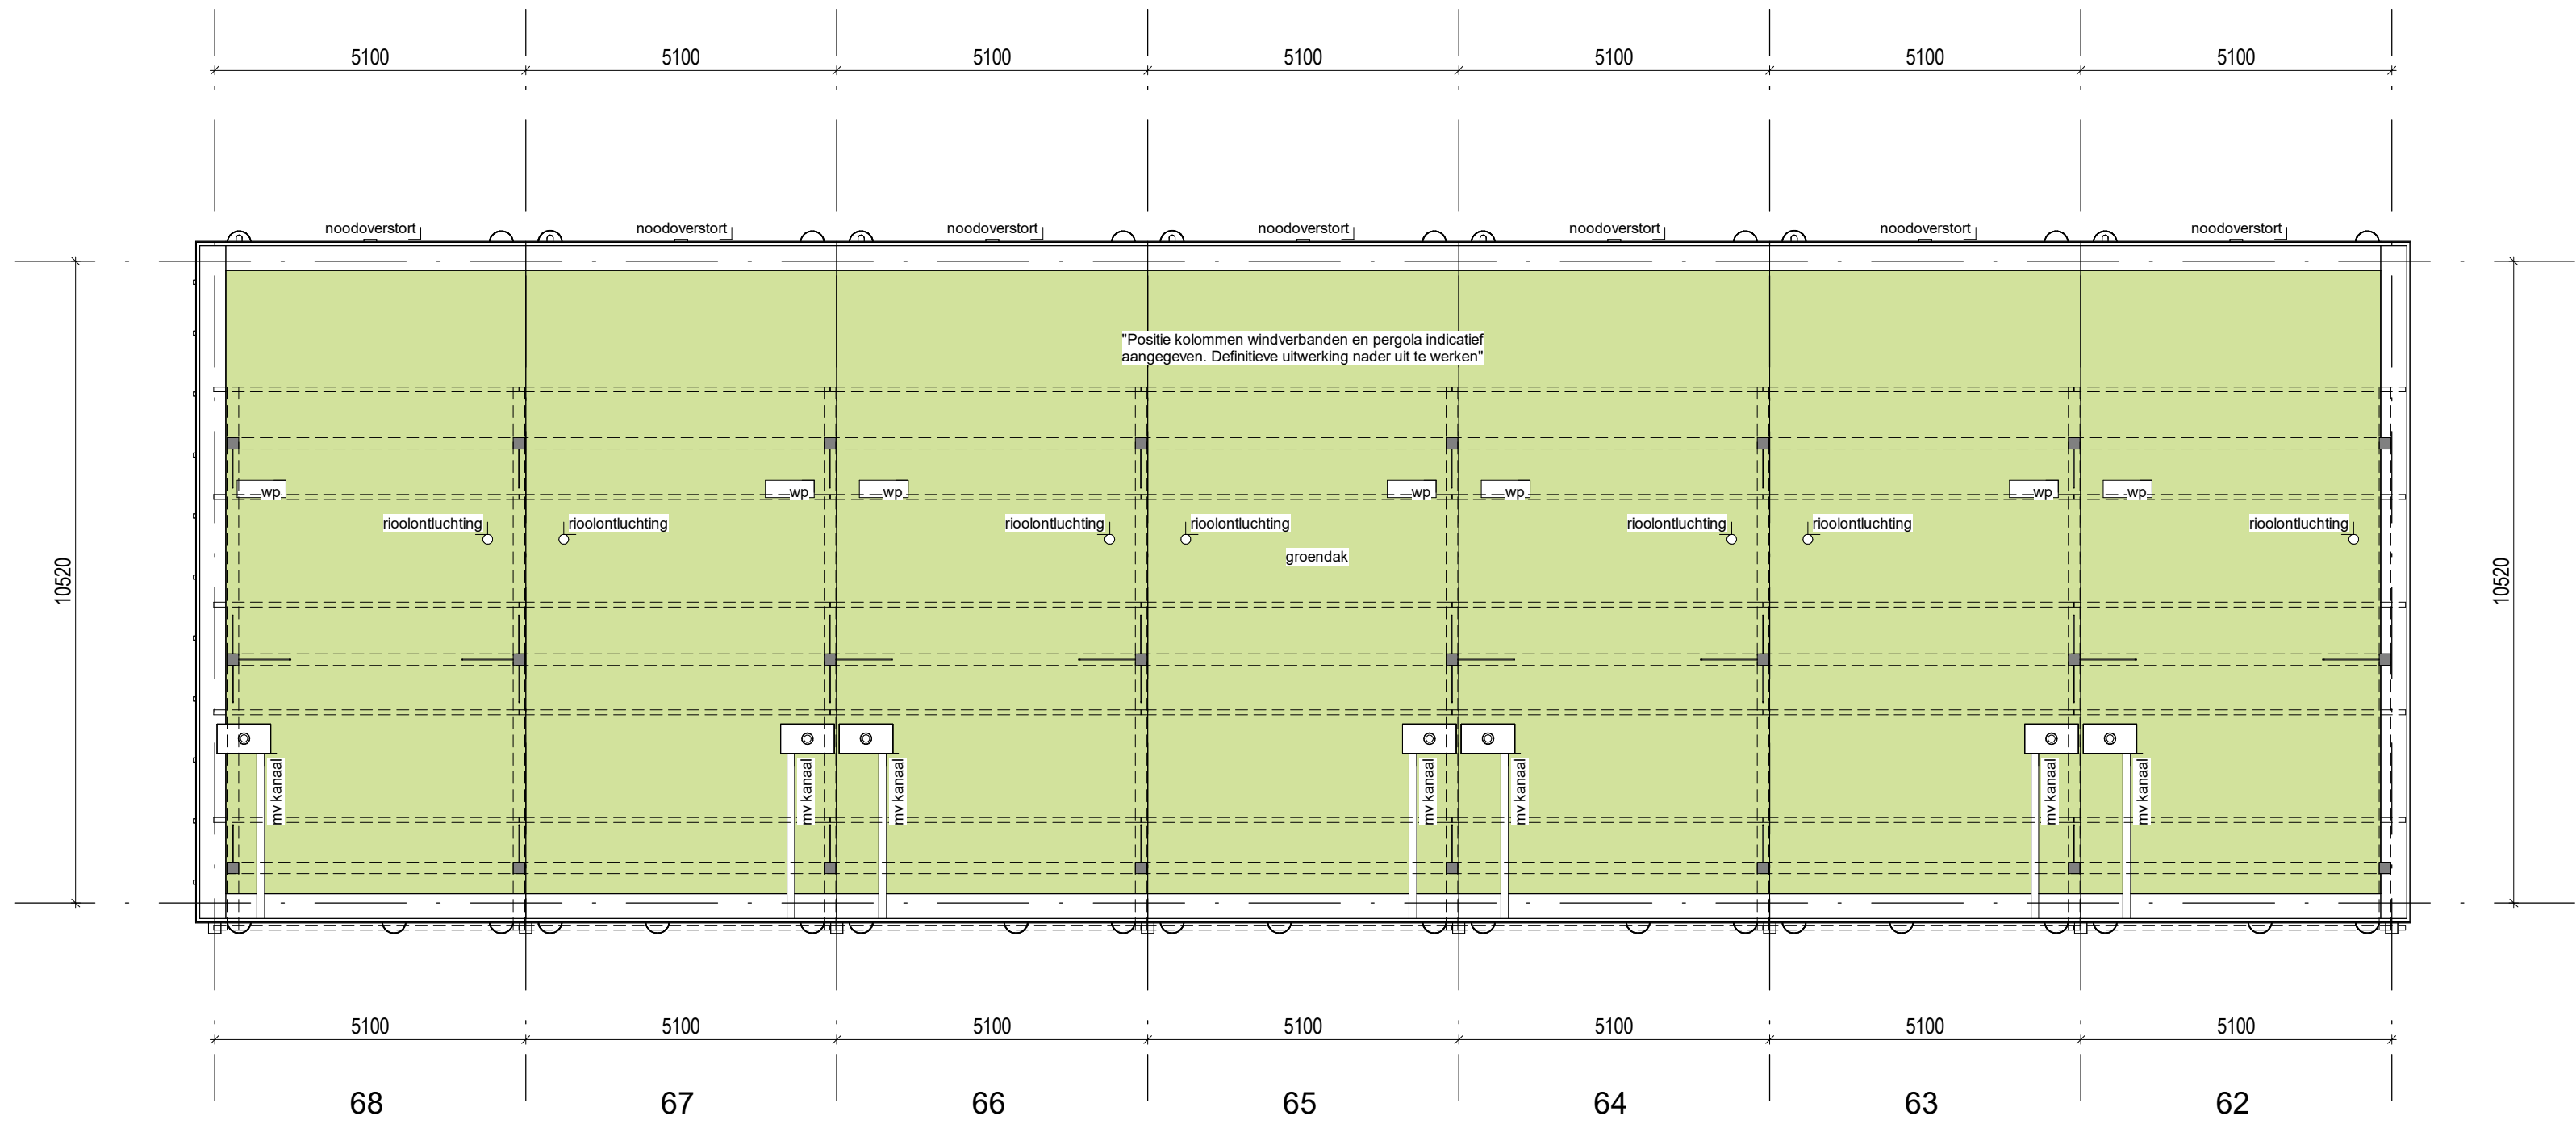 5100 5100 5100 5100 5100 5100 5100
noodoverstort noodoverstort noodoverstort noodoverstort noodoverstort noodoverstort noodoverstort
"Positie kolommen windverbanden en pergola indicatief
aangegeven. Definitieve uitwerking nader uit te werken"
wp wp wp wp wp wp wp
rioolontluchting rioolontluchting rioolontluchting rioolontluchting rioolontluchting rioolontluchting rioolontluchting
groendak
10520 10520
mv kanaal mv kanaal mv kanaal mv kanaal mv kanaal mv kanaal mv kanaal
5100 5100 5100 5100 5100 5100 5100
68 67 66 65 64 63 62